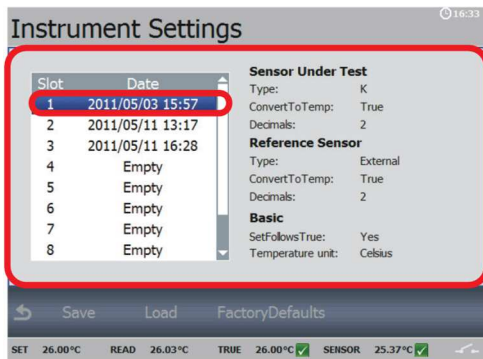 Instrument Settings
16:33
Slot Date
1 2011/05/03 15:57
2 2011/05/11 13:17
3 2011/05/11 16:28
4 Empty
5 Empty
6 Empty
7 Empty
8 Empty
Sensor Under Test
Type: K
ConvertToTemp: True
Decimals: 2
Reference Sensor
Type: External
ConvertToTemp: True
Decimals: 2
Basic
SetFollowsTrue: Yes
Temperature unit: Celsius
Save Load FactoryDefaults
SET 26.00°C READ 26.03°C TRUE 26.00°C SENSOR 25.37°C